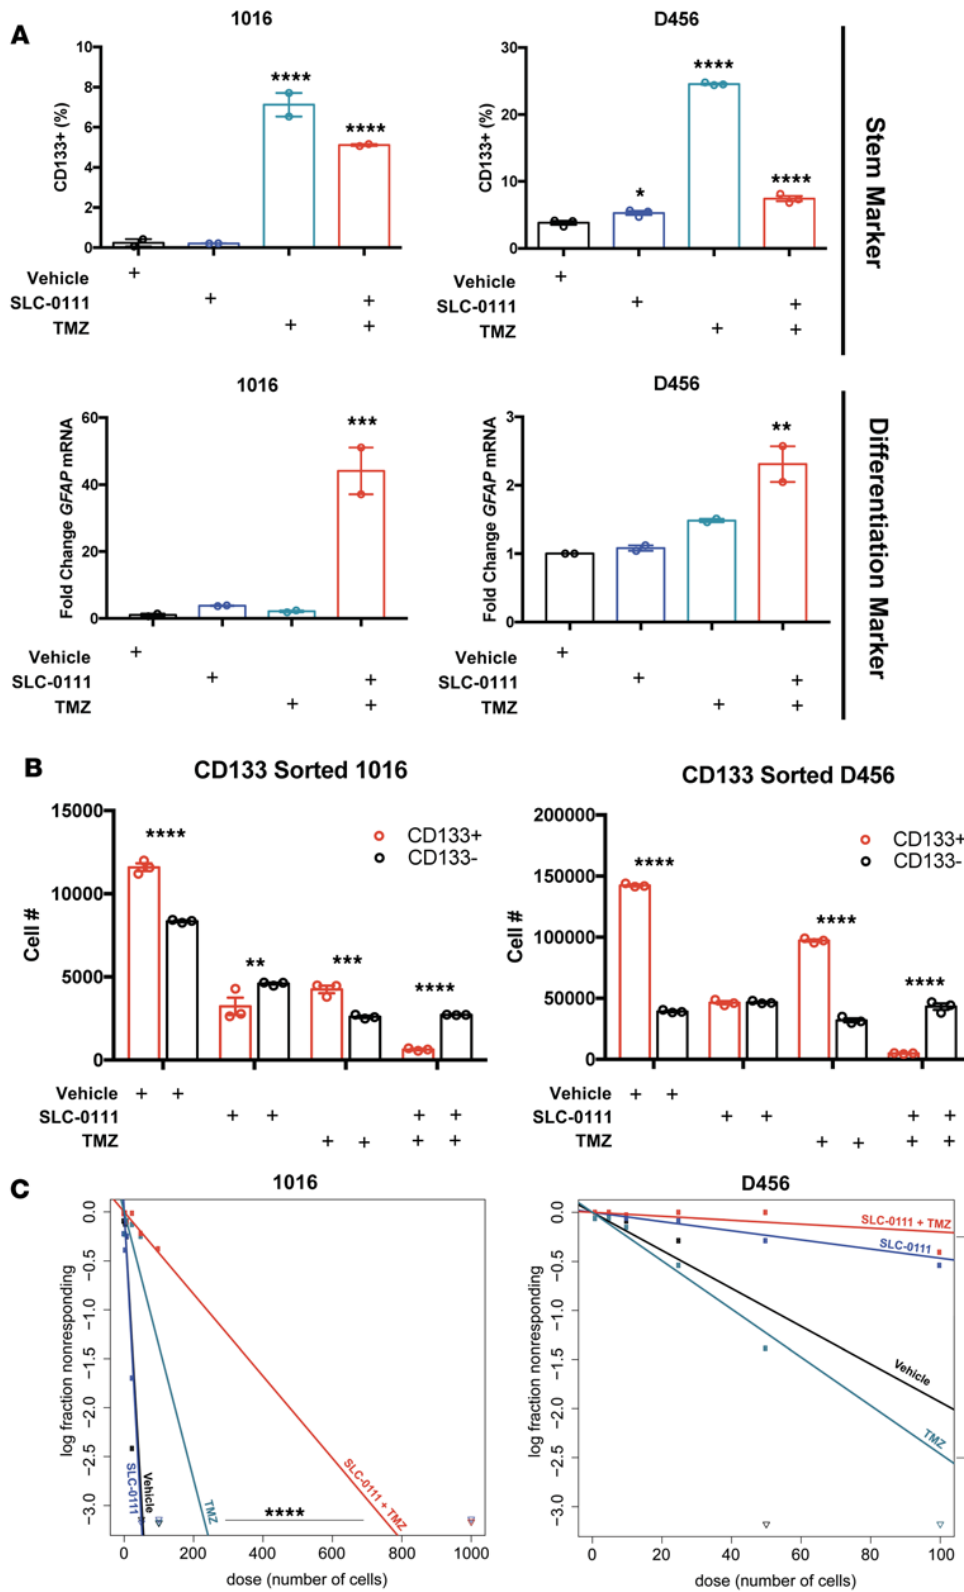 A
1016
D456
CD133+ (%)
10
8
6
4
2
0
****
****
CD133+ (%)
30
20
10
0
*
****
****
Stem Marker
Vehicle +
SLC-0111 + +
TMZ + +
Vehicle +
SLC-0111 + +
TMZ + +
1016
D456
Fold Change GFAP mRNA
60
40
20
0
***
Fold Change GFAP mRNA
3
2
1
0
**
Differentiation Marker
Vehicle +
SLC-0111 + +
TMZ + +
Vehicle +
SLC-0111 + +
TMZ + +
B
CD133 Sorted 1016
CD133 Sorted D456
Cell #
15000
10000
5000
0
****
**
***
****
CD133+
CD133-
Cell #
200000
150000
100000
50000
0
****
****
****
CD133+
CD133-
Vehicle + +
SLC-0111 + + + +
TMZ + + + +
Vehicle + +
SLC-0111 + + + +
TMZ + + + +
C
1016
D456
log fraction nonresponding
0.0
−0.5
−1.0
−1.5
−2.0
−2.5
−3.0
SLC-0111
Vehicle
TMZ
SLC-0111 + TMZ
****
0 200 400 600 800 1000
dose (number of cells)
log fraction nonresponding
0.0
−0.5
−1.0
−1.5
−2.0
−2.5
−3.0
SLC-0111 + TMZ
SLC-0111
Vehicle
TMZ
0 20 40 60 80 100
dose (number of cells)